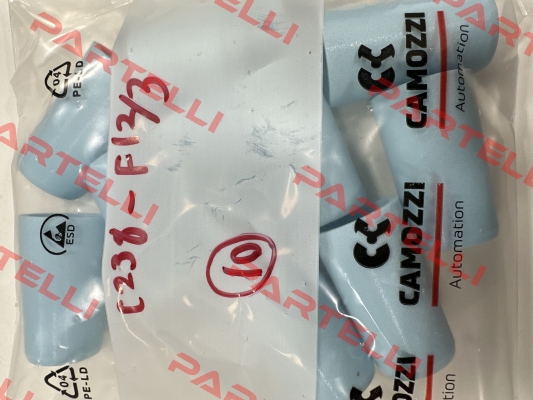 04
PE-LD
ESD
04
PE-LD
C238-F12/3
10
CAMOZZI
Automation
CAMOZZI
Automation
CAMOZZI
PARTELLI
PARTELLI
PARTELLI
PARTELLI
PARTELLI
PARTELLI